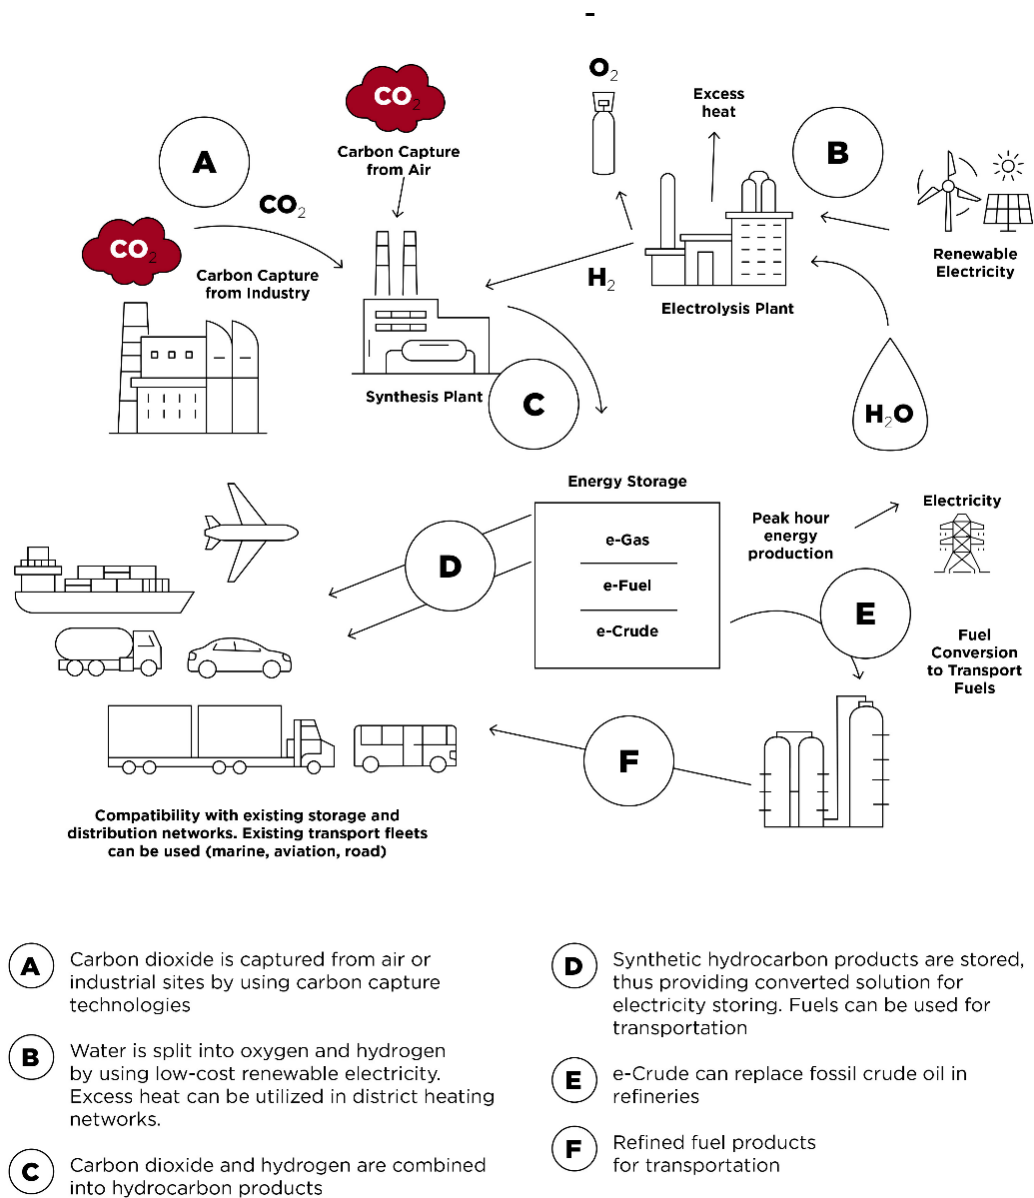 -
CO2
O2
Excess
heat
B
A
Carbon Capture
from Air
CO2
CO2
Carbon Capture
from Industry
Renewable
Electricity
H2
Electrolysis Plant
Synthesis Plant
C
H2O
Energy Storage
Electricity
Peak hour
energy
production
e-Gas
D
e-Fuel
E
e-Crude
Fuel
Conversion
to Transport
Fuels
F
Compatibility with existing storage and
distribution networks. Existing transport fleets
can be used (marine, aviation, road)
A
Carbon dioxide is captured from air or
industrial sites by using carbon capture
technologies
B
Water is split into oxygen and hydrogen
by using low-cost renewable electricity.
Excess heat can be utilized in district heating
networks.
C
Carbon dioxide and hydrogen are combined
into hydrocarbon products
D
Synthetic hydrocarbon products are stored,
thus providing converted solution for
electricity storing. Fuels can be used for
transportation
E
e-Crude can replace fossil crude oil in
refineries
F
Refined fuel products
for transportation